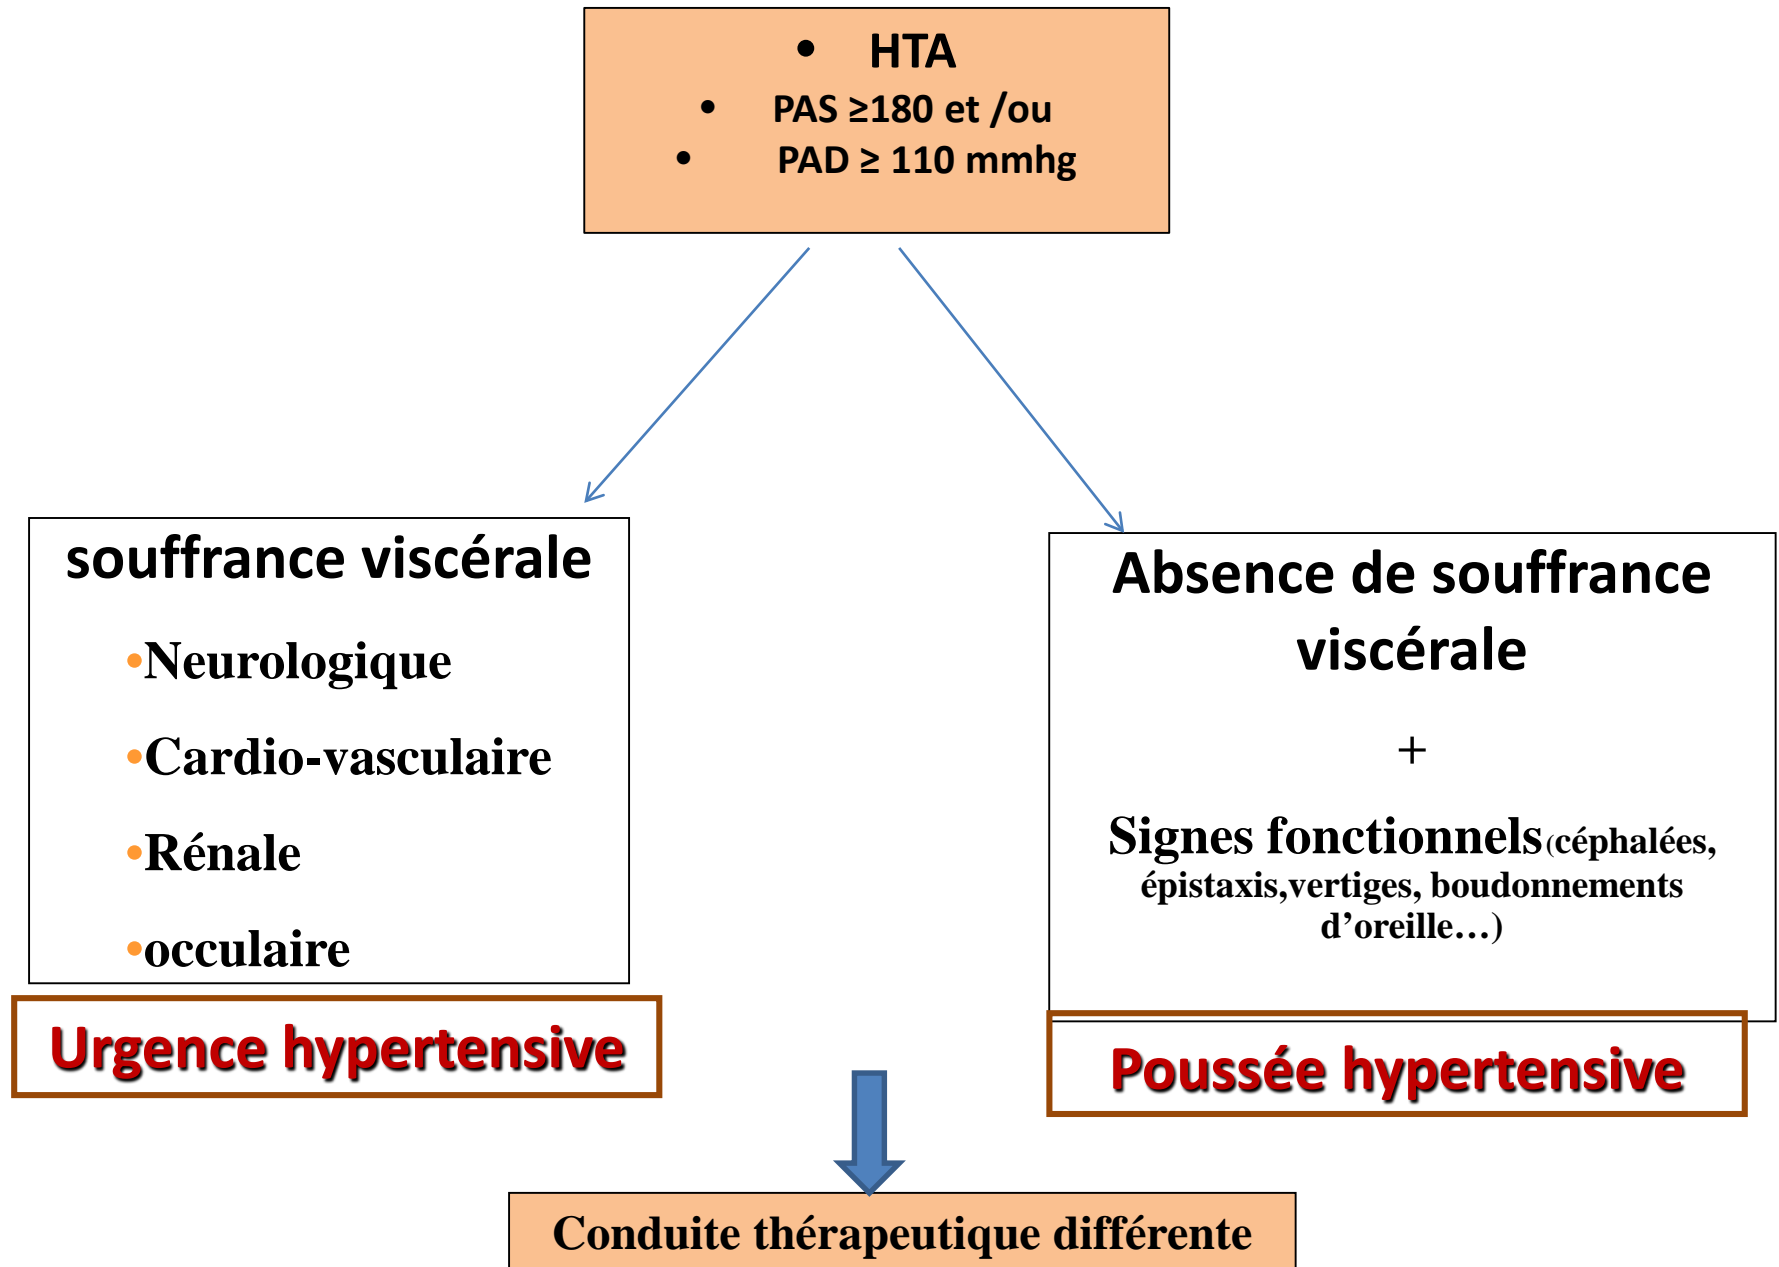 • HTA
• PAS ≥180 et /ou
• PAD ≥ 110 mmhg
souffrance viscérale
•Neurologique
•Cardio-vasculaire
•Rénale
•occulaire
Urgence hypertensive
Absence de souffrance
viscérale
+
Signes fonctionnels(céphalées,
épistaxis,vertiges, boudonnements
d’oreille…)
Poussée hypertensive
Conduite thérapeutique différente